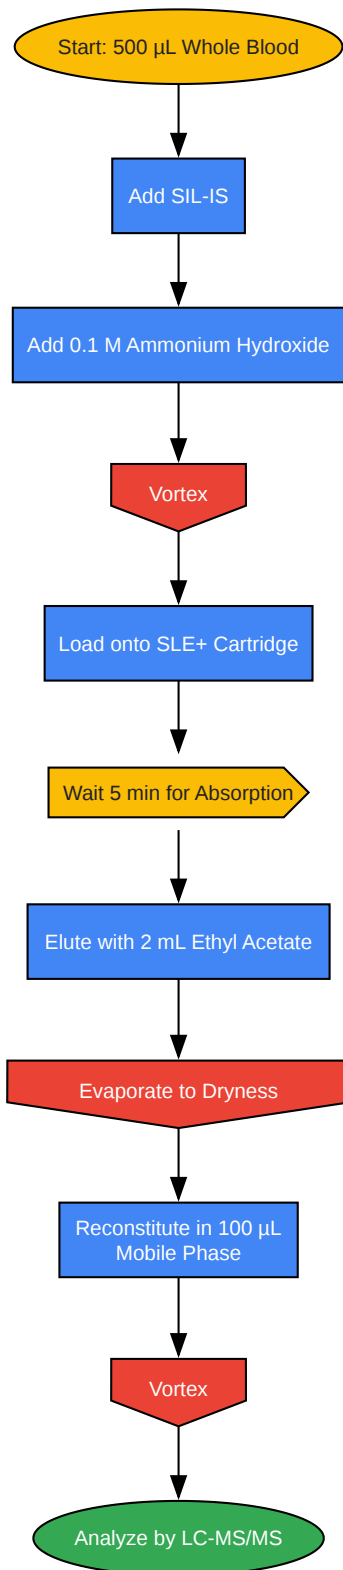 Start: 500 µL Whole Blood
Add SIL-IS
Add 0.1 M Ammonium Hydroxide
Vortex
Load onto SLE+ Cartridge
Wait 5 min for Absorption
Elute with 2 mL Ethyl Acetate
Evaporate to Dryness
Reconstitute in 100 µL
Mobile Phase
Vortex
Analyze by LC-MS/MS